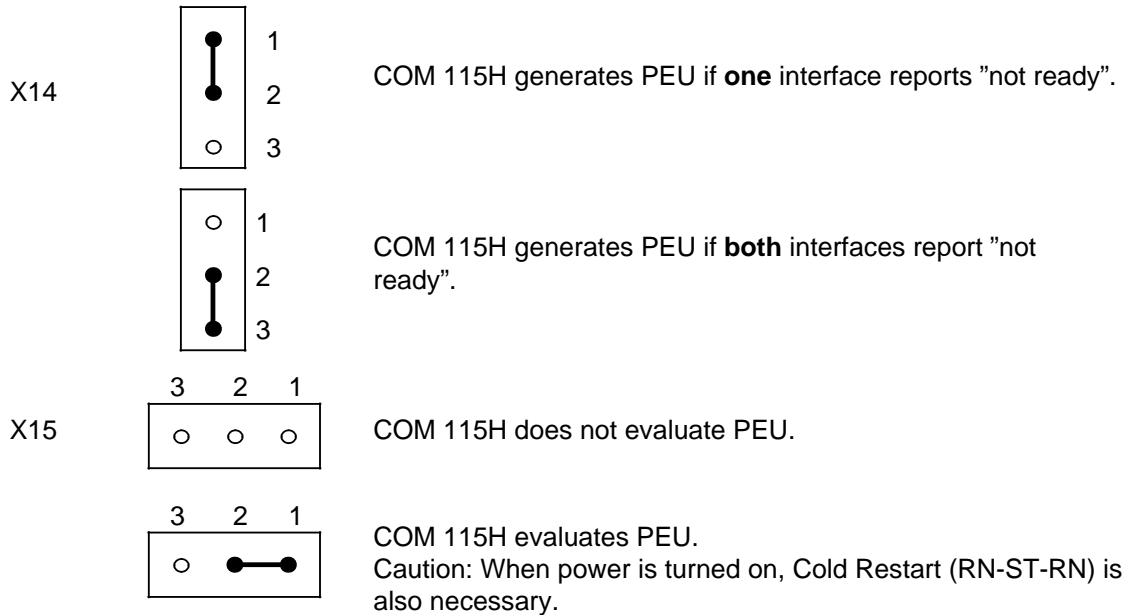 1
X14
COM 115H generates PEU if one interface reports ”not ready”.
2
3
1
COM 115H generates PEU if both interfaces report ”not
ready”.
2
3
3 2 1
X15
COM 115H does not evaluate PEU.
3 2 1
COM 115H evaluates PEU.
Caution: When power is turned on, Cold Restart (RN-ST-RN) is
also necessary.